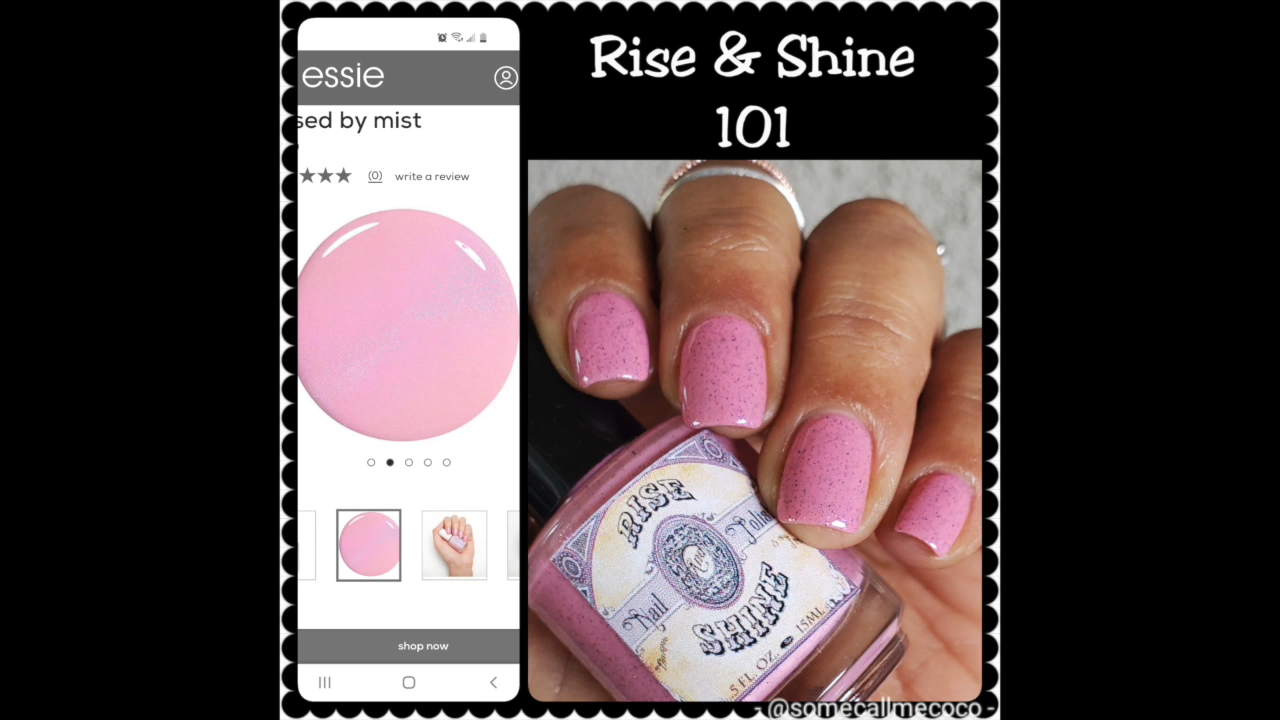 essie
sed by mist
(0) write a review
shop now
Rise & Shine
101
RISE
Nail
SHINE
.5 FL. OZ. 15ML
- @somecallmecoco -